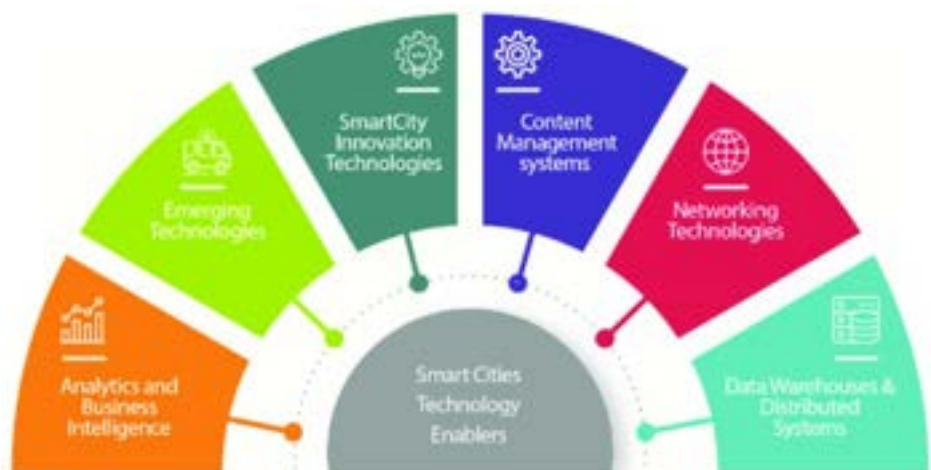 SmartCity
Innovation
Technologies
Content
Management
systems
Emerging
Technologies
Networking
Technologies
Analytics and
Business
Intelligence
Smart Cities
Technology
Enablers
Data Warehouses &
Distributed
Systems